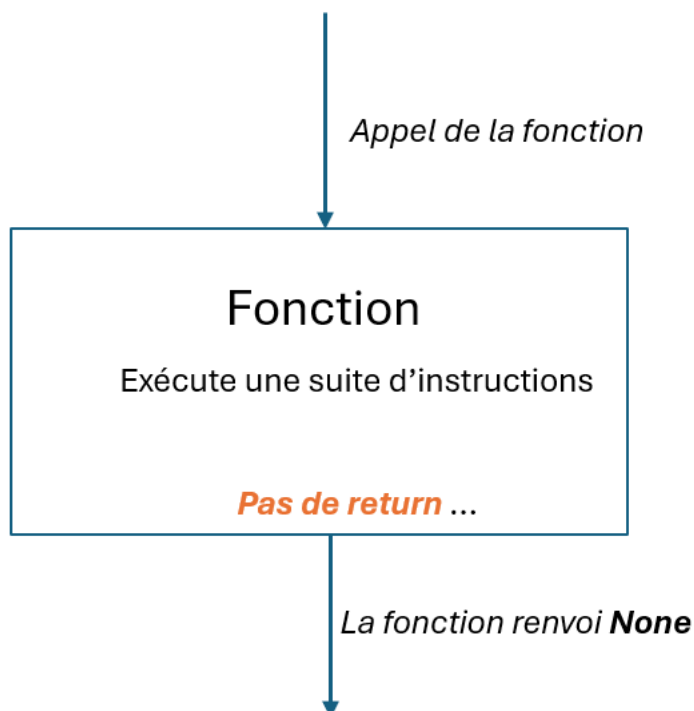 Appel de la fonction
Fonction
Exécute une suite d’instructions
Pas de return ...
La fonction renvoi None